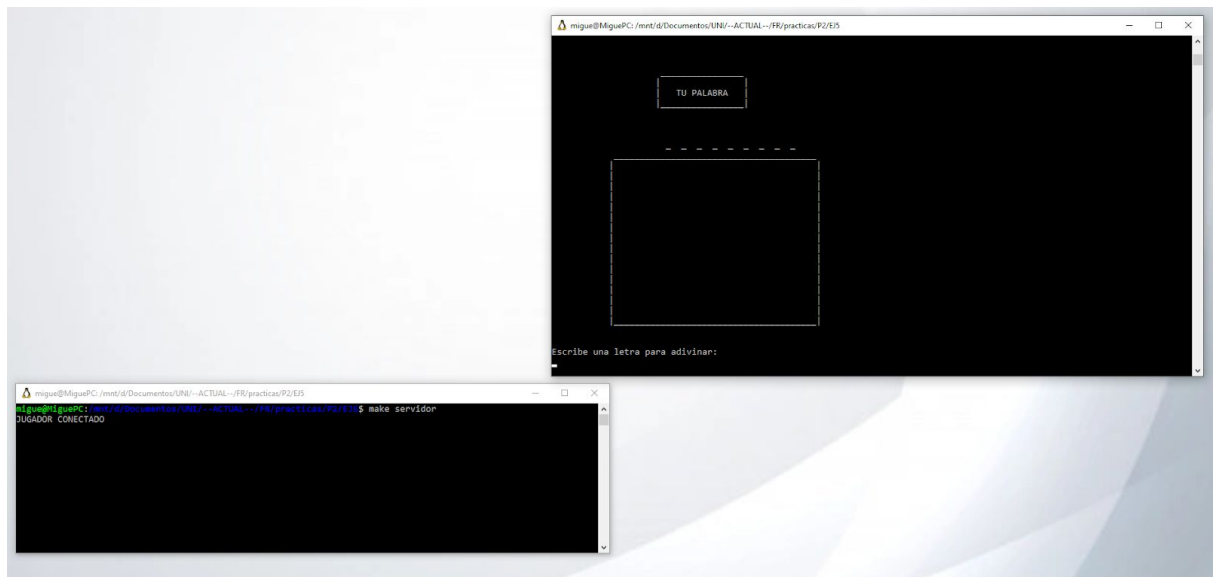 migue@MiguePC: /mnt/d/Documentos/UNI/--ACTUAL--/FR/practicas/P2/EJ5
TU PALABRA
_ _ _ _ _ _ _ _ _
Escribe una letra para adivinar:
migue@MiguePC: /mnt/d/Documentos/UNI/--ACTUAL--/FR/practicas/P2/EJ5
migue@MiguePC:/mnt/d/Documentos/UNI/--ACTUAL--/FR/practicas/P2/EJ5$ make servidor
JUGADOR CONECTADO